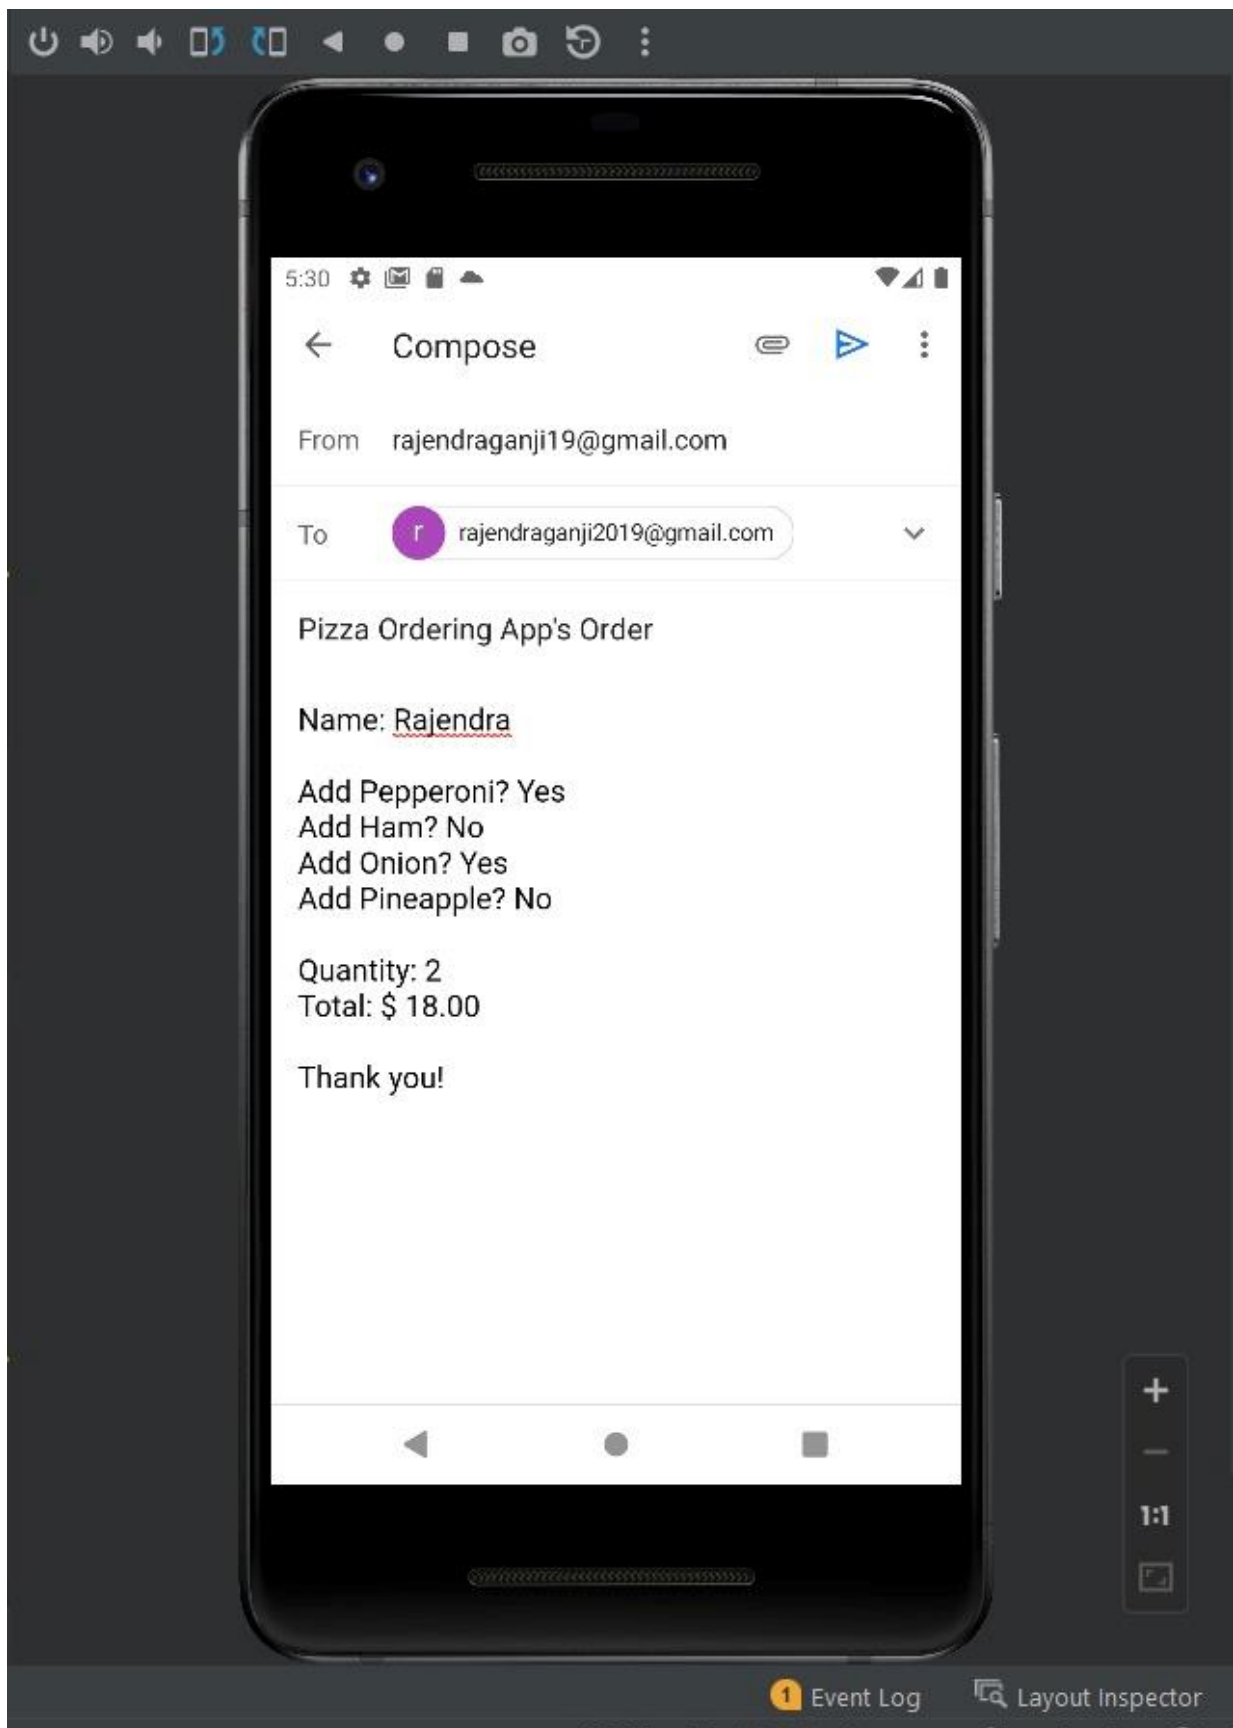 5:30
Compose
From rajendraganji19@gmail.com
To r rajendraganji2019@gmail.com
Pizza Ordering App's Order
Name: Rajendra
Add Pepperoni? Yes
Add Ham? No
Add Onion? Yes
Add Pineapple? No
Quantity: 2
Total: $ 18.00
Thank you!
1:1
1 Event Log Layout Inspector